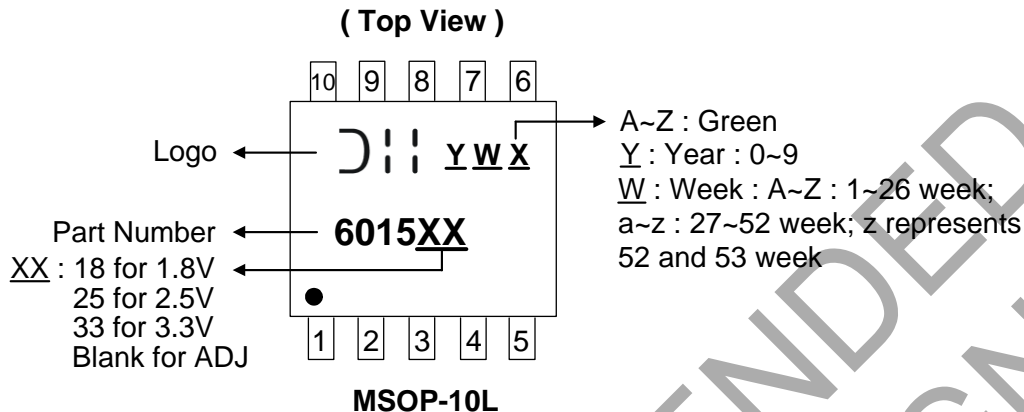 ( Top View )
10 9 8 7 6
Logo
Y W X
A~Z : Green
Y : Year : 0~9
W : Week : A~Z : 1~26 week;
a~z : 27~52 week; z represents
52 and 53 week
Part Number
6015XX
XX : 18 for 1.8V
25 for 2.5V
33 for 3.3V
Blank for ADJ
1 2 3 4 5
MSOP-10L